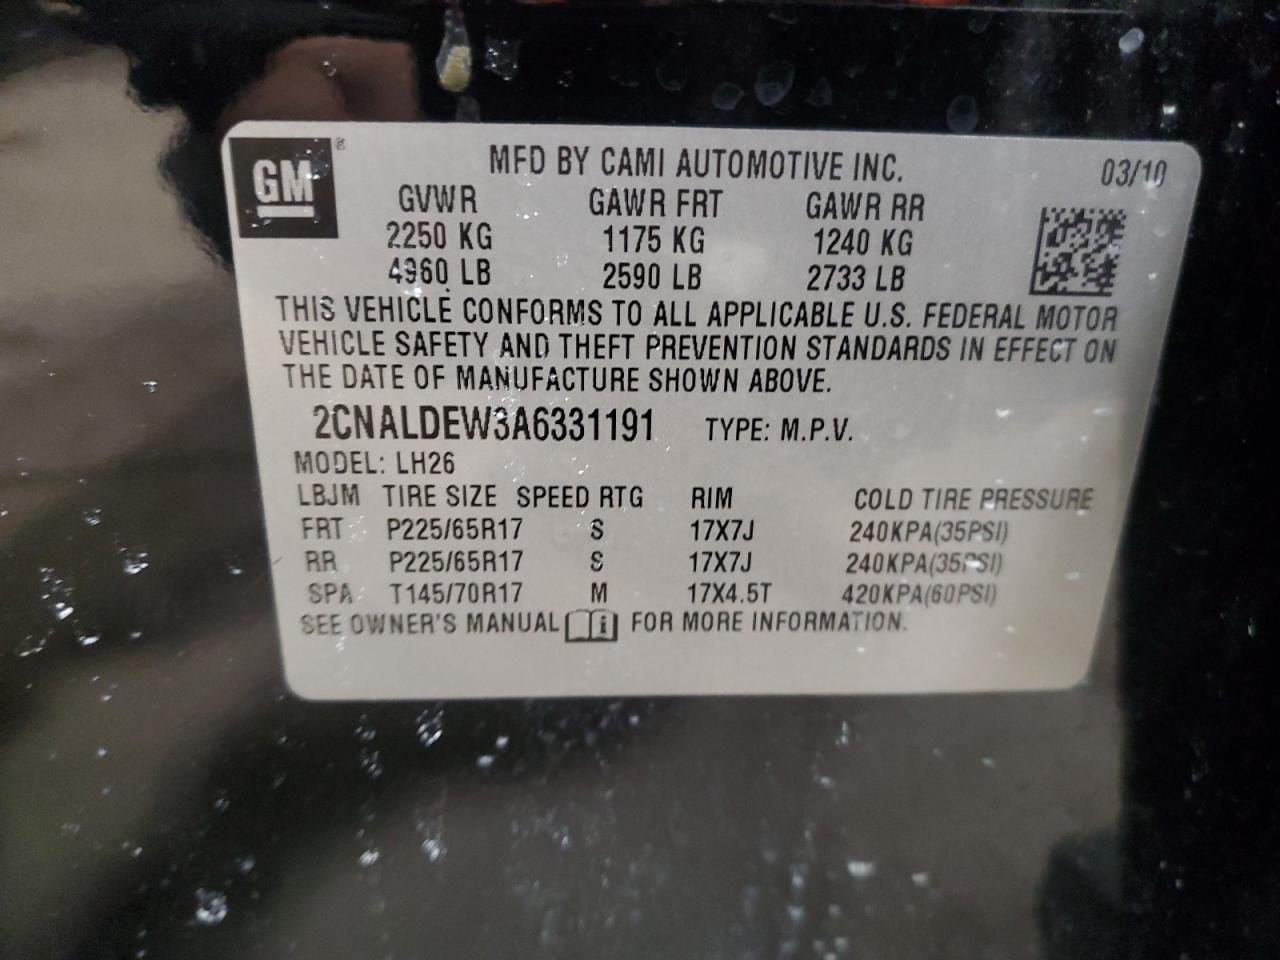 GM ®
MFD BY CAMI AUTOMOTIVE INC. 03/10
GVWR GAWR FRT GAWR RR
2250 KG 1175 KG 1240 KG
4960 LB 2590 LB 2733 LB
THIS VEHICLE CONFORMS TO ALL APPLICABLE U.S. FEDERAL MOTOR
VEHICLE SAFETY AND THEFT PREVENTION STANDARDS IN EFFECT ON
THE DATE OF MANUFACTURE SHOWN ABOVE.
2CNALDEW3A6331191 TYPE: M.P.V.
MODEL: LH26
LBJM TIRE SIZE SPEED RTG RIM COLD TIRE PRESSURE
FRT P225/65R17 S 17X7J 240KPA(35PSI)
RR P225/65R17 S 17X7J 240KPA(35PSI)
SPA T145/70R17 M 17X4.5T 420KPA(60PSI)
SEE OWNER'S MANUAL i FOR MORE INFORMATION.